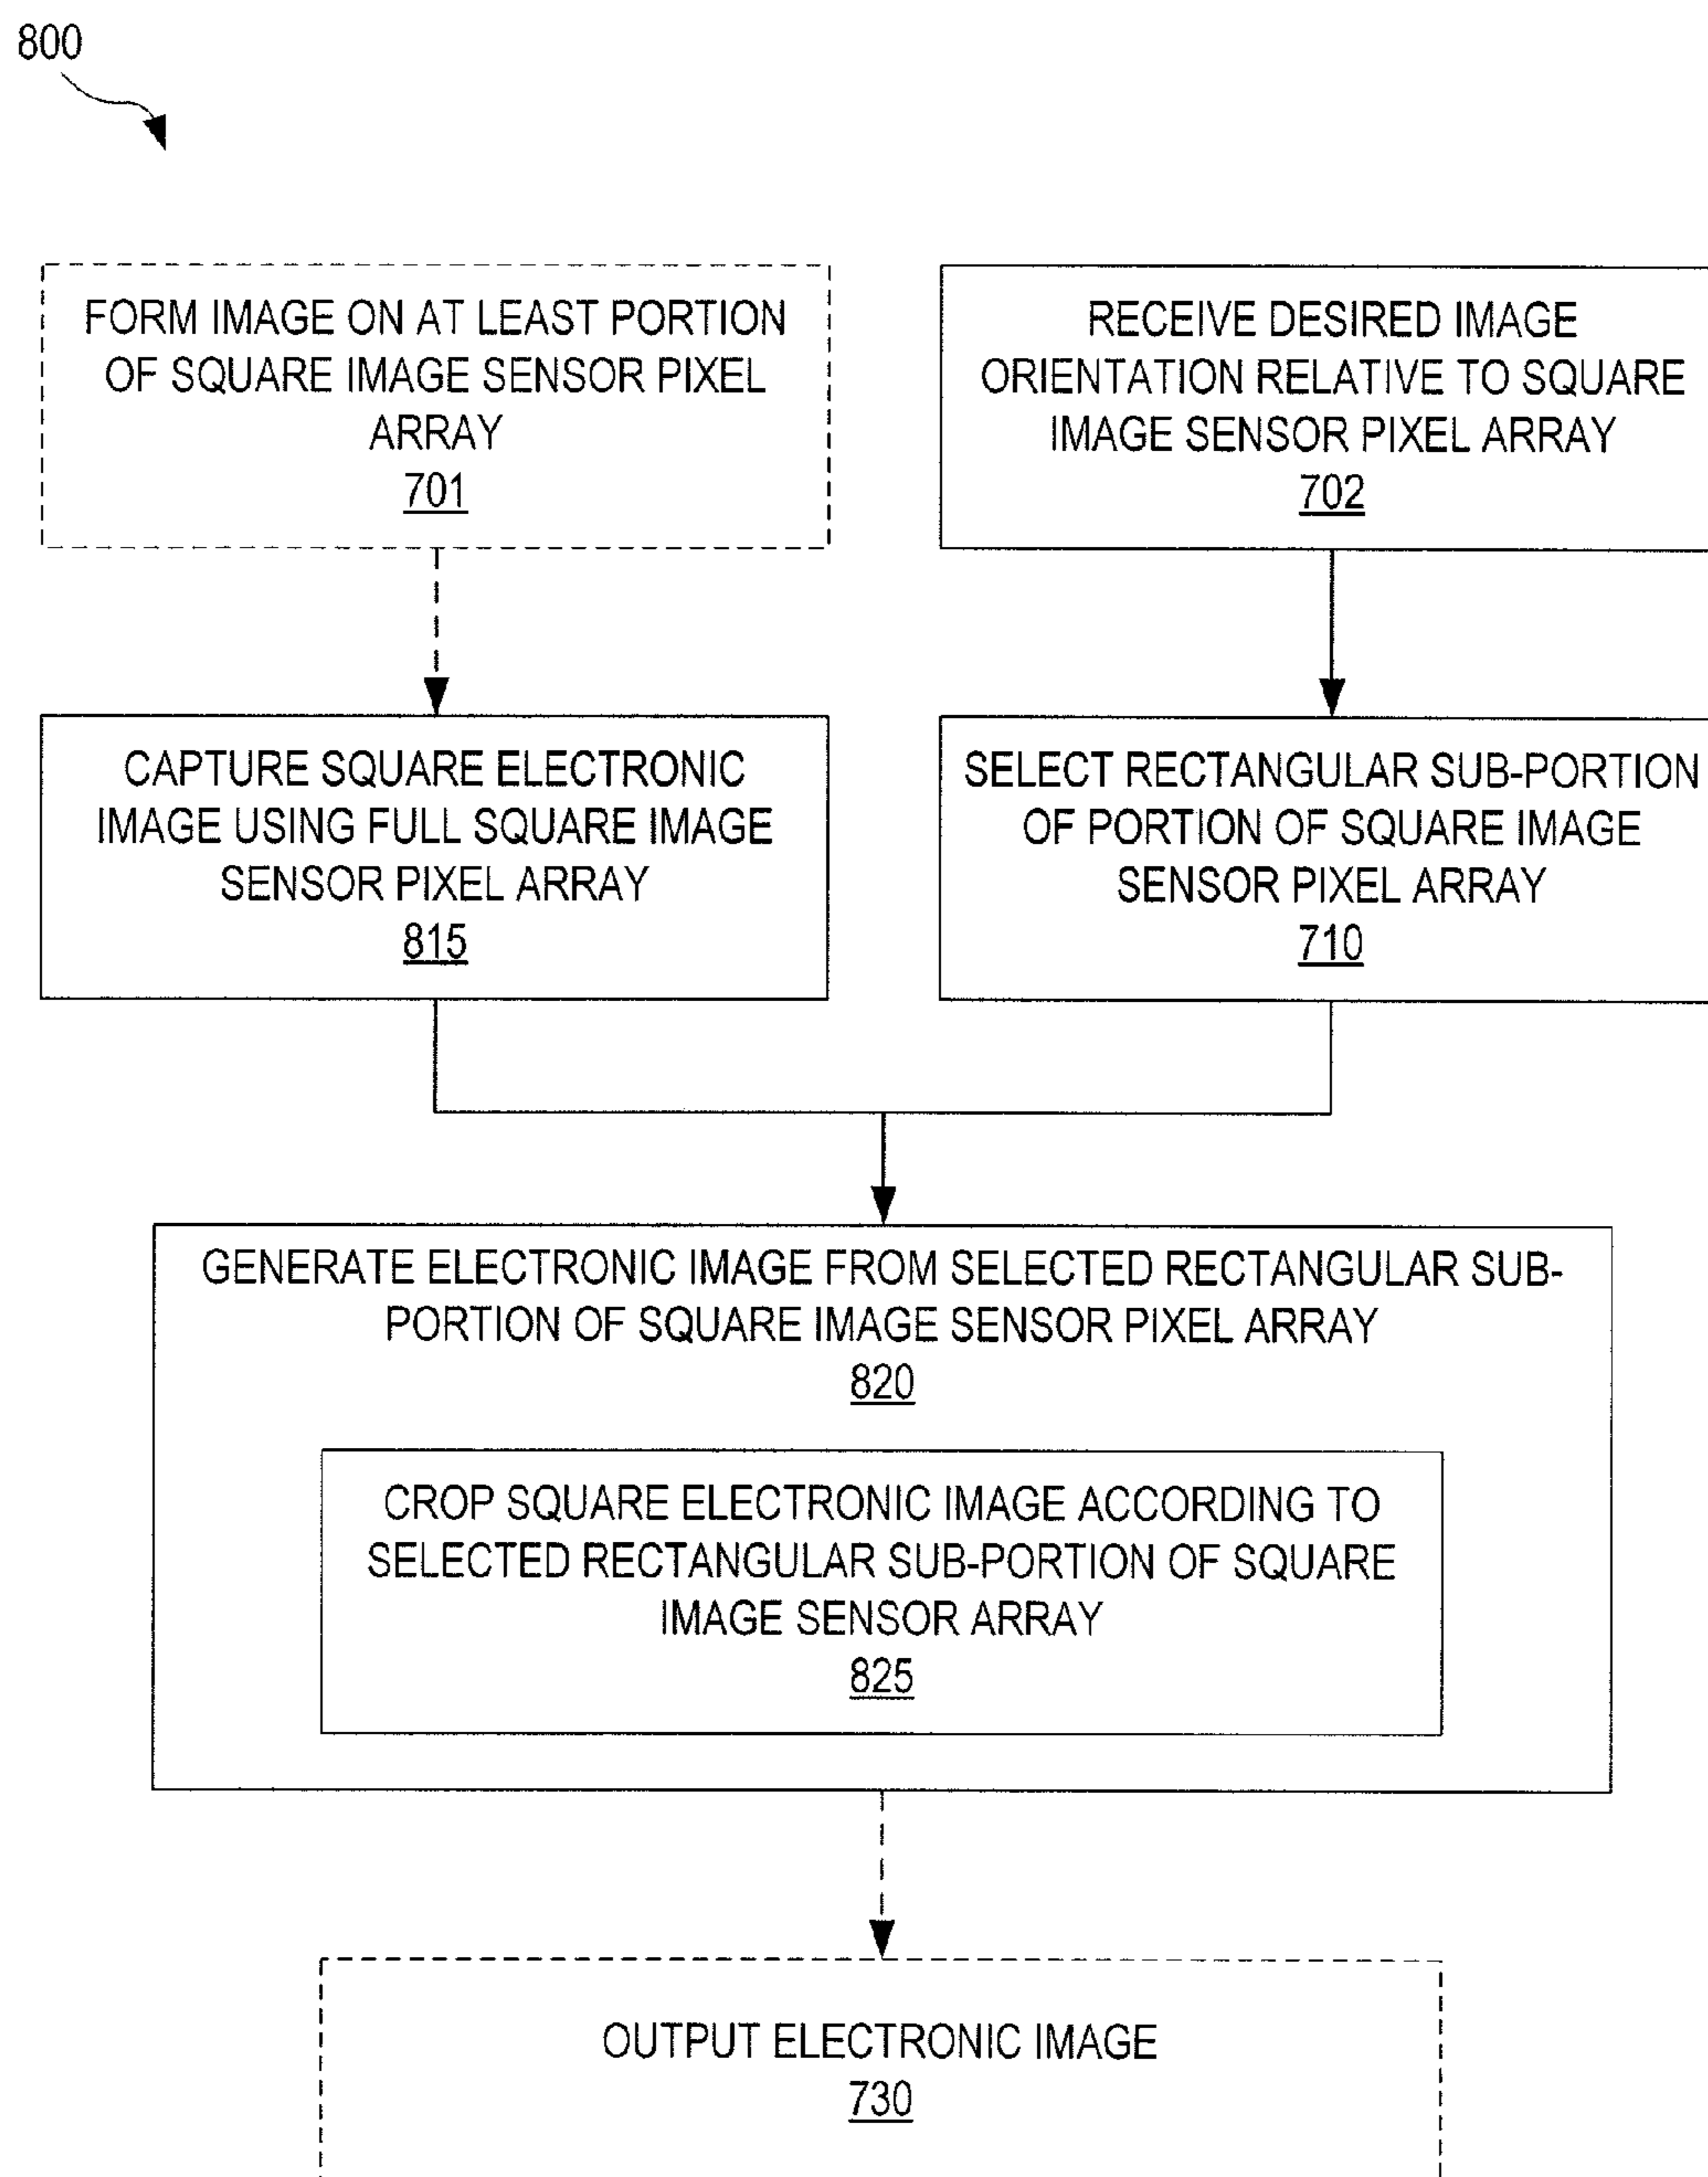 800
FORM IMAGE ON AT LEAST PORTION
OF SQUARE IMAGE SENSOR PIXEL
ARRAY
701
RECEIVE DESIRED IMAGE
ORIENTATION RELATIVE TO SQUARE
IMAGE SENSOR PIXEL ARRAY
702
CAPTURE SQUARE ELECTRONIC
IMAGE USING FULL SQUARE IMAGE
SENSOR PIXEL ARRAY
815
SELECT RECTANGULAR SUB-PORTION
OF PORTION OF SQUARE IMAGE
SENSOR PIXEL ARRAY
710
GENERATE ELECTRONIC IMAGE FROM SELECTED RECTANGULAR SUB-
PORTION OF SQUARE IMAGE SENSOR PIXEL ARRAY
820
CROP SQUARE ELECTRONIC IMAGE ACCORDING TO
SELECTED RECTANGULAR SUB-PORTION OF SQUARE
IMAGE SENSOR ARRAY
825
OUTPUT ELECTRONIC IMAGE
730